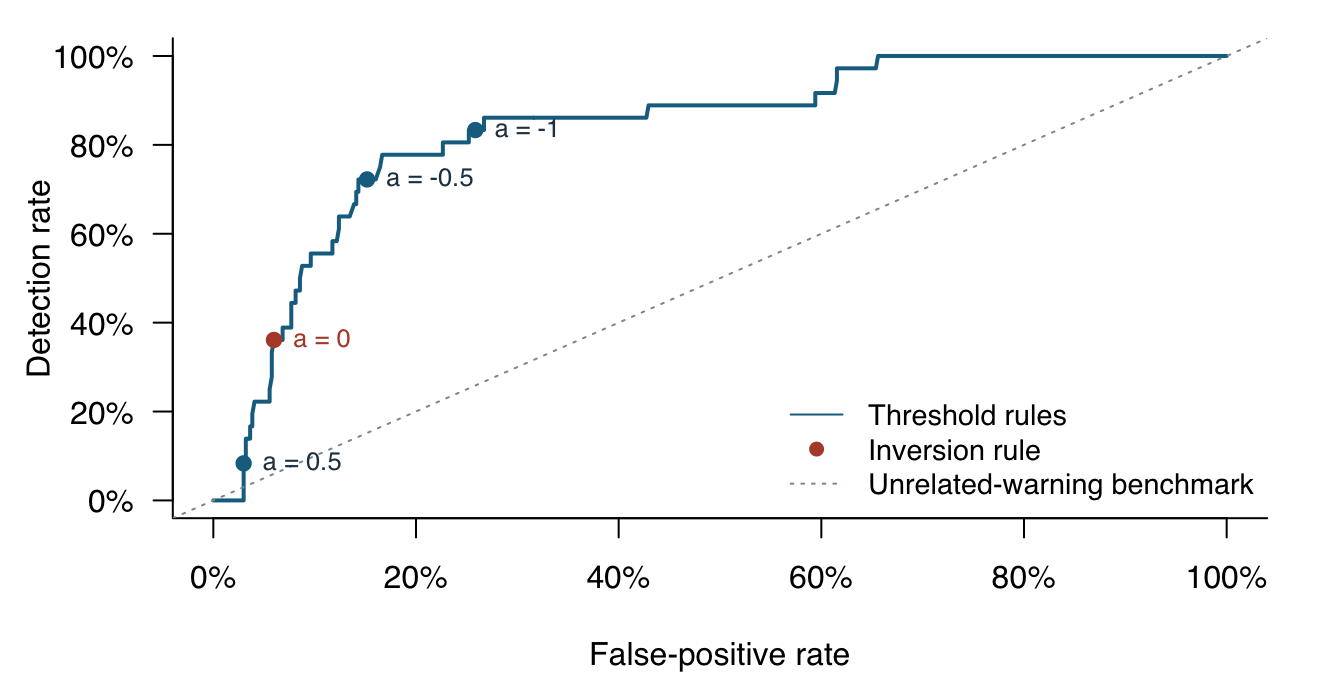 100%
80%
60%
40%
20%
0%
Detection rate
a = -1
a = -0.5
a = 0
a = 0.5
Threshold rules
Inversion rule
Unrelated-warning benchmark
0% 20% 40% 60% 80% 100%
False-positive rate